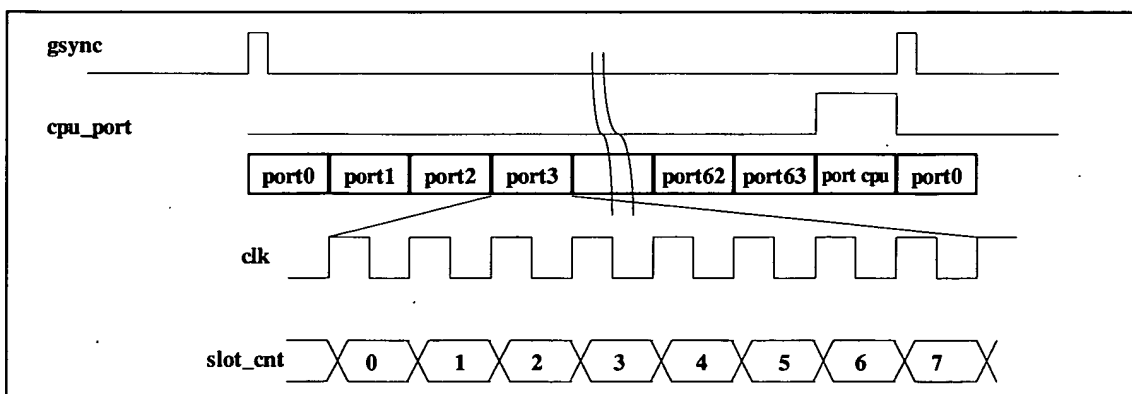 gsync
cpu_port
port0 port1 port2 port3 port62 port63 port cpu port0
clk
slot_cnt 0 1 2 3 4 5 6 7